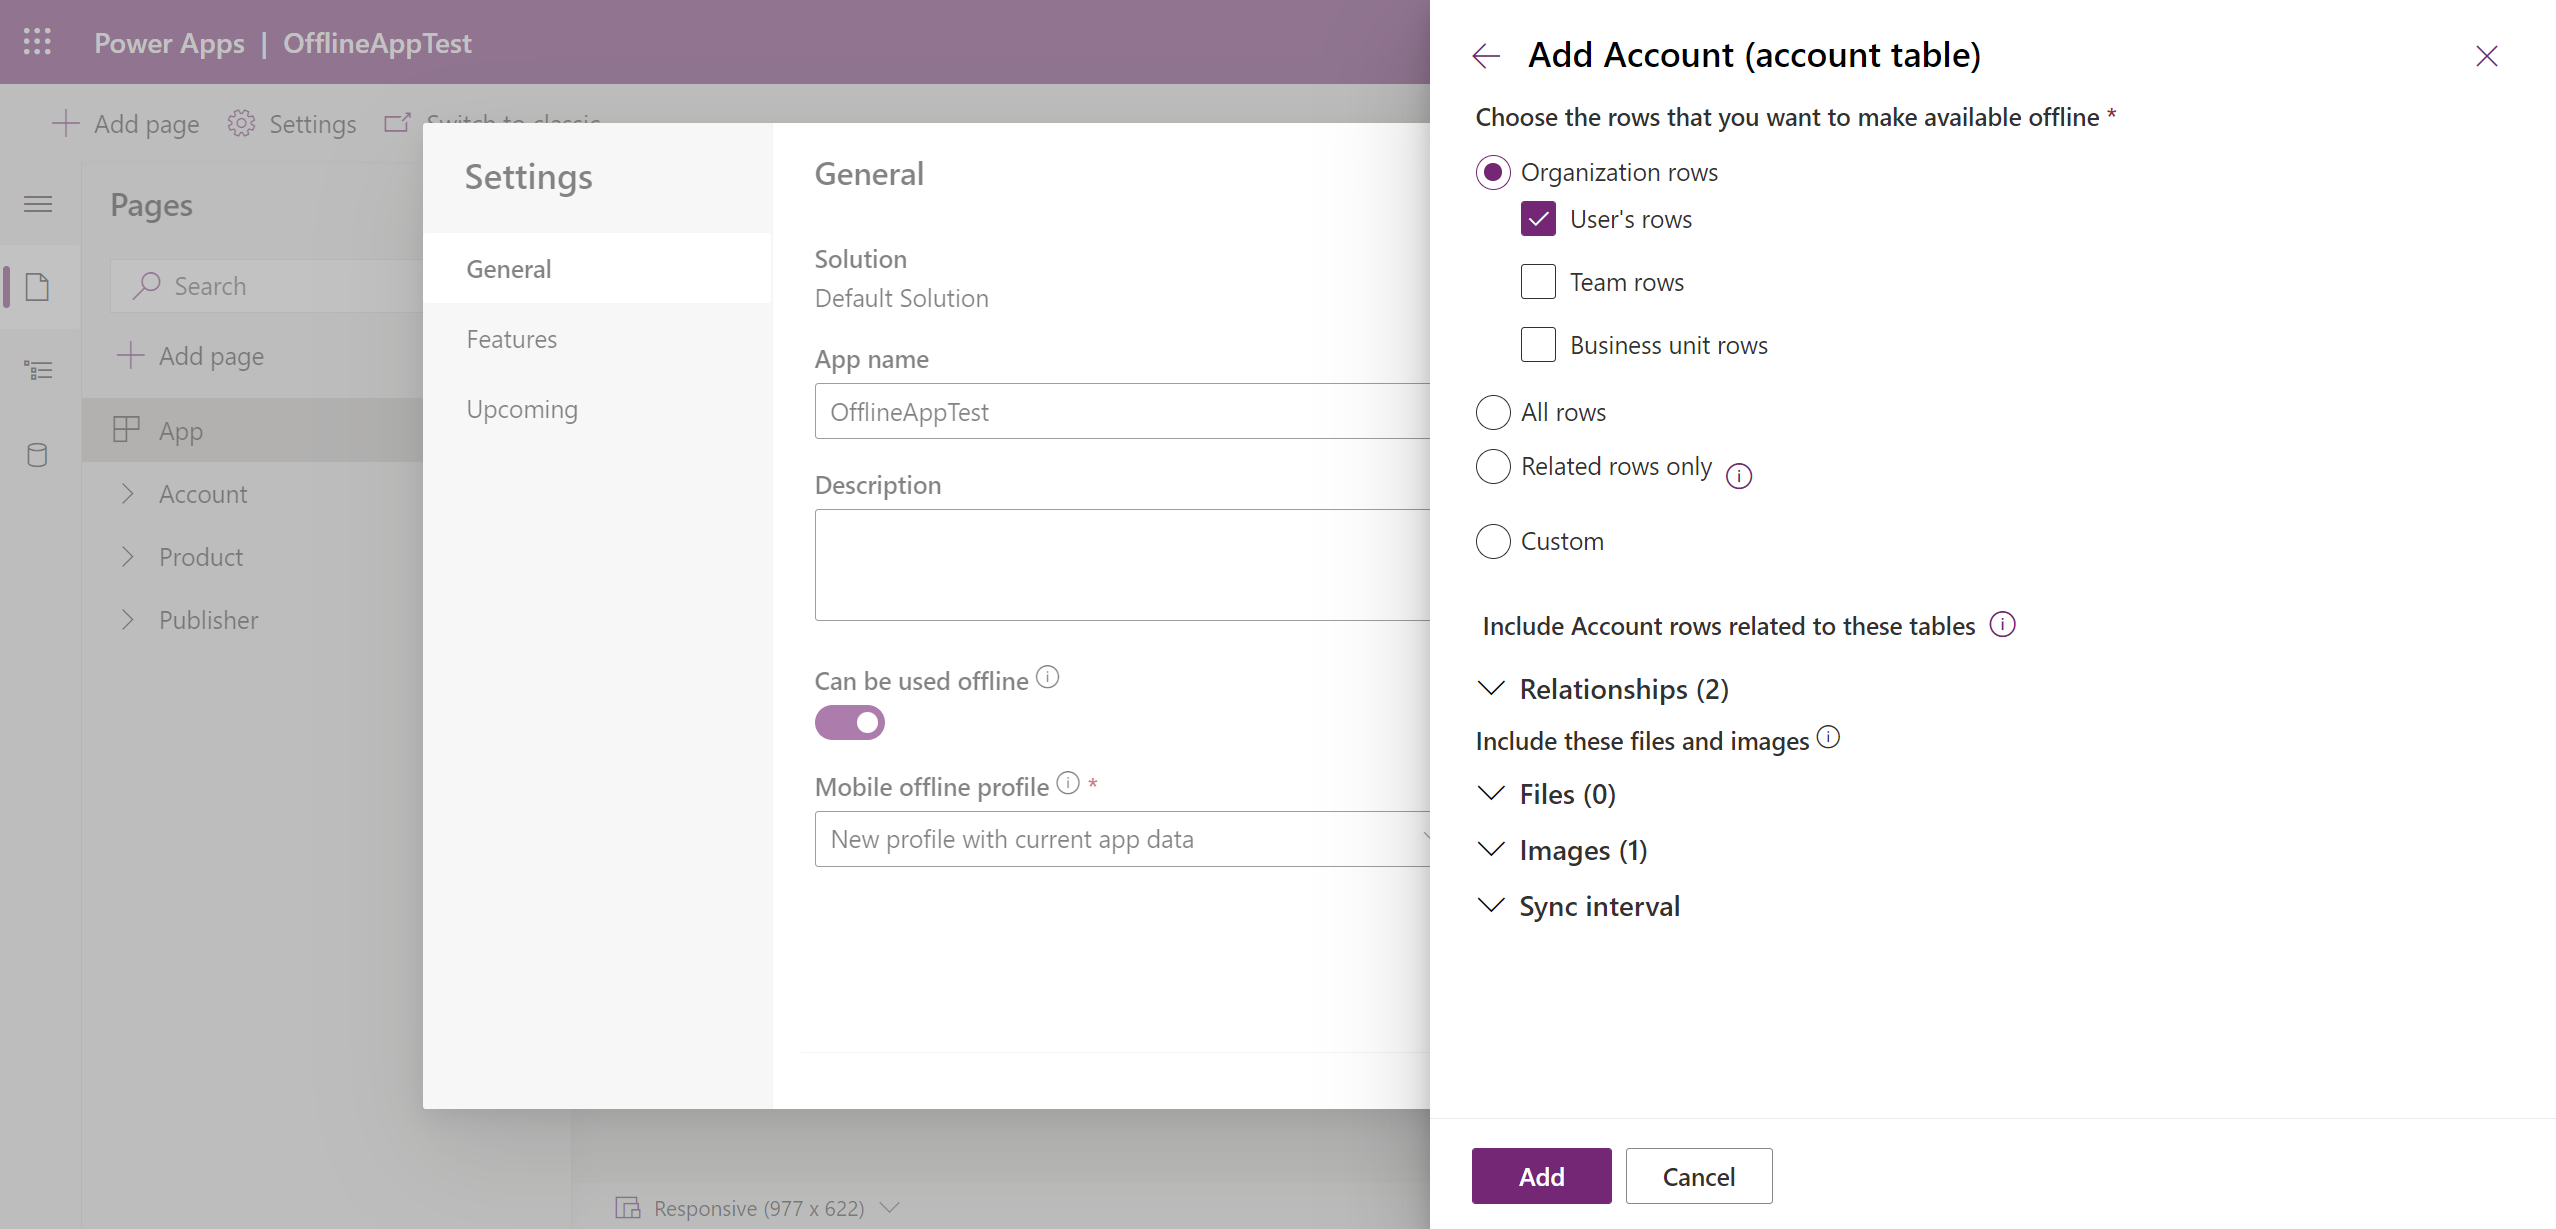 Power Apps | OfflineAppTest
Add page
Settings
Switch to classic
Pages
Search
Add page
App
Account
Product
Publisher
Settings
General
Features
Upcoming
General
Solution
Default Solution
App name
OfflineAppTest
Description
Can be used offline
Mobile offline profile *
New profile with current app data
Responsive (977 x 622)
Add Account (account table)
Choose the rows that you want to make available offline *
Organization rows
User's rows
Team rows
Business unit rows
All rows
Related rows only
Custom
Include Account rows related to these tables
Relationships (2)
Include these files and images
Files (0)
Images (1)
Sync interval
Add
Cancel